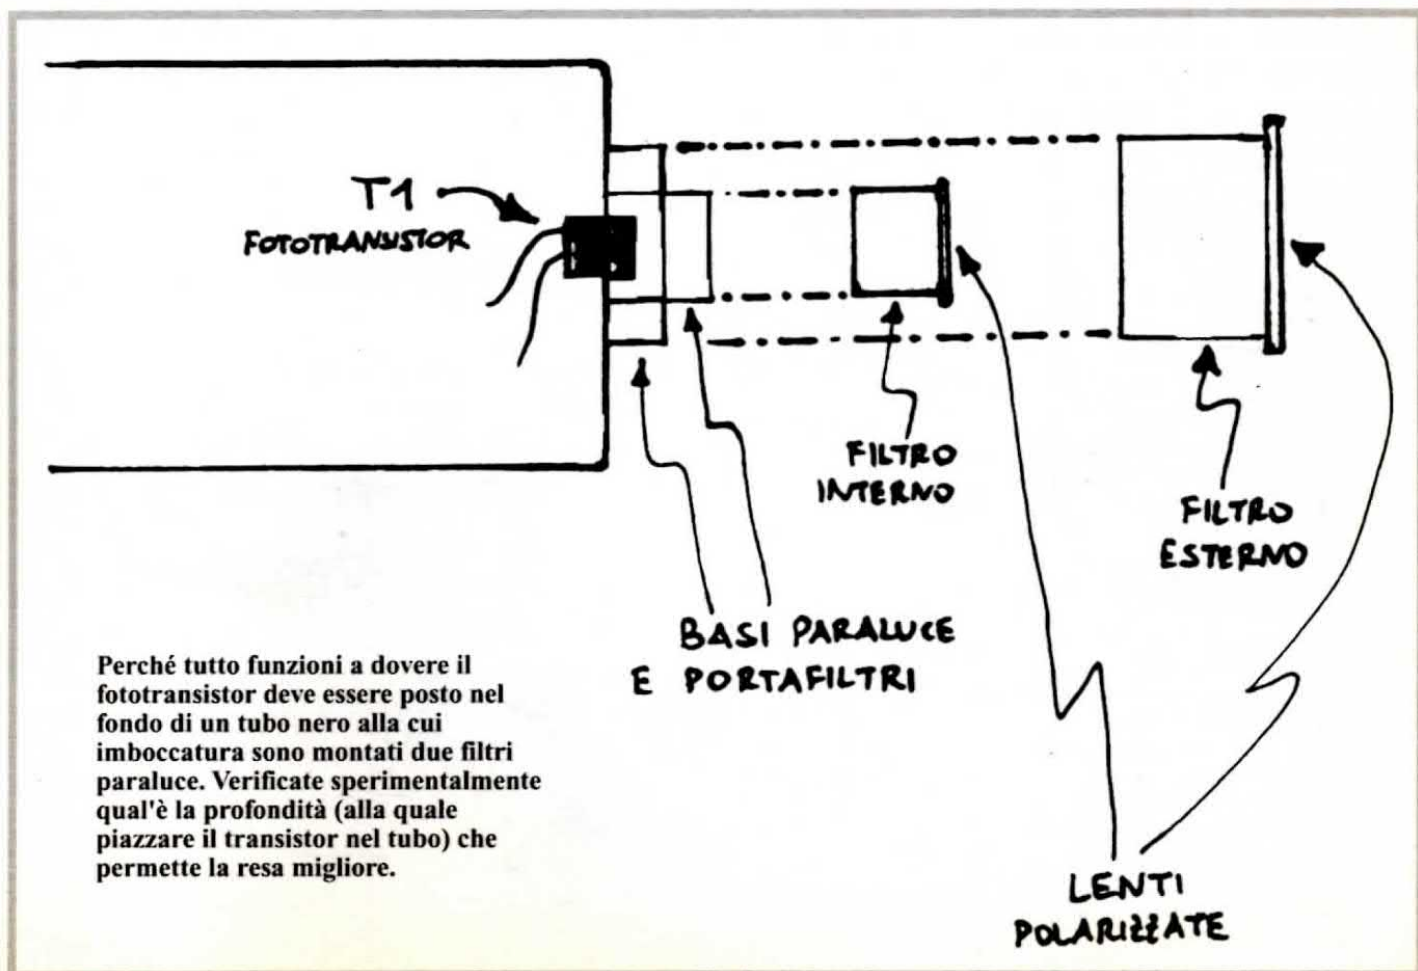 T1
FOTOTRANSISTOR
FILTRO
INTERNO
FILTRO
ESTERNO
BASI PARALUCE
E PORTAFILTRI
Perché tutto funzioni a dovere il
fototransistor deve essere posto nel
fondo di un tubo nero alla cui
imboccatura sono montati due filtri
paraluce. Verificate sperimentalmente
qual'è la profondità (alla quale
piazzare il transistor nel tubo) che
permette la resa migliore.
LENTI
POLARIZZATE